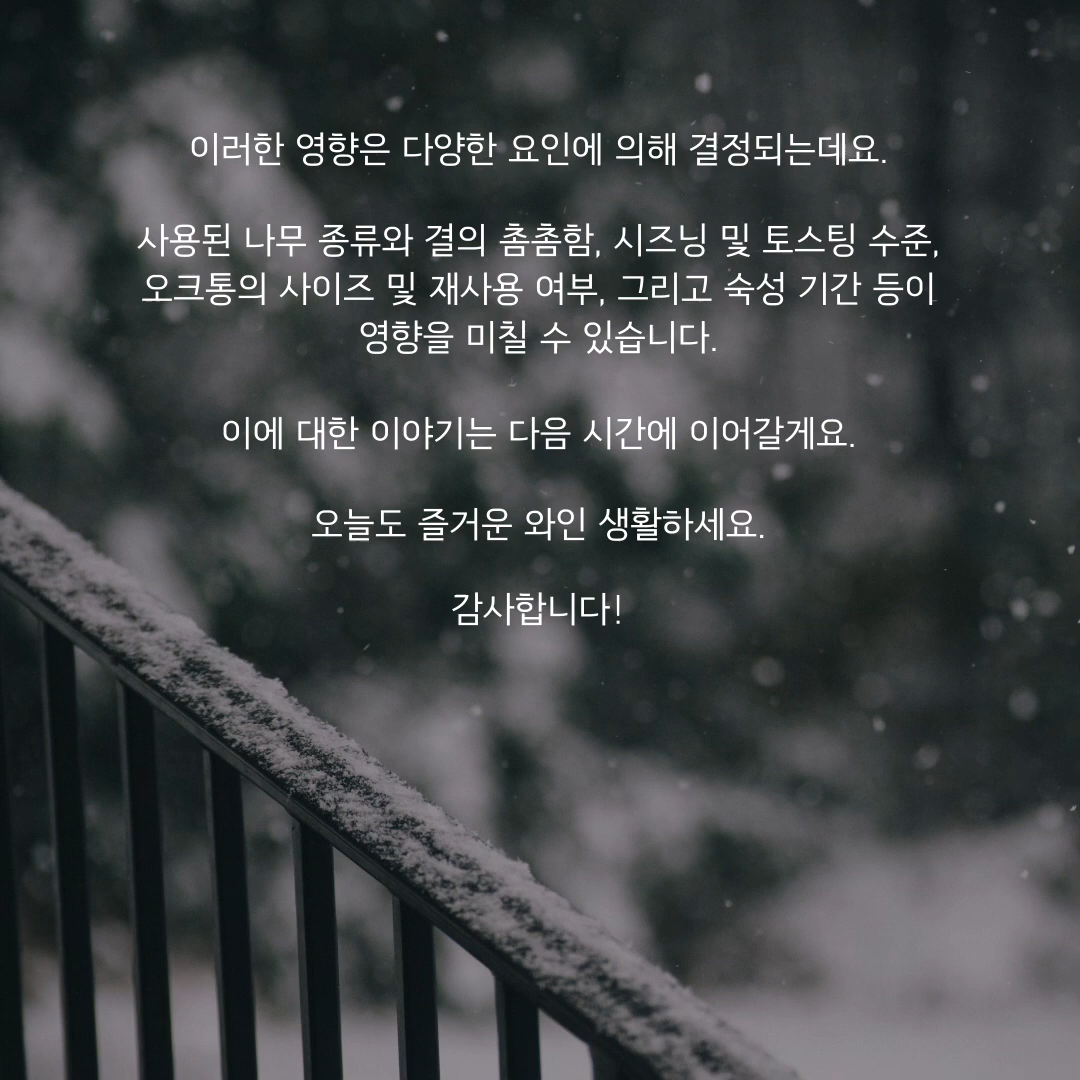 이러한 영향은 다양한 요인에 의해 결정되는데요.
사용된 나무 종류와 결의 촘촘함, 시즈닝 및 토스팅 수준,
오크통의 사이즈 및 재사용 여부, 그리고 숙성 기간 등이
영향을 미칠 수 있습니다.
이에 대한 이야기는 다음 시간에 이어갈게요.
오늘도 즐거운 와인 생활하세요.
감사합니다!